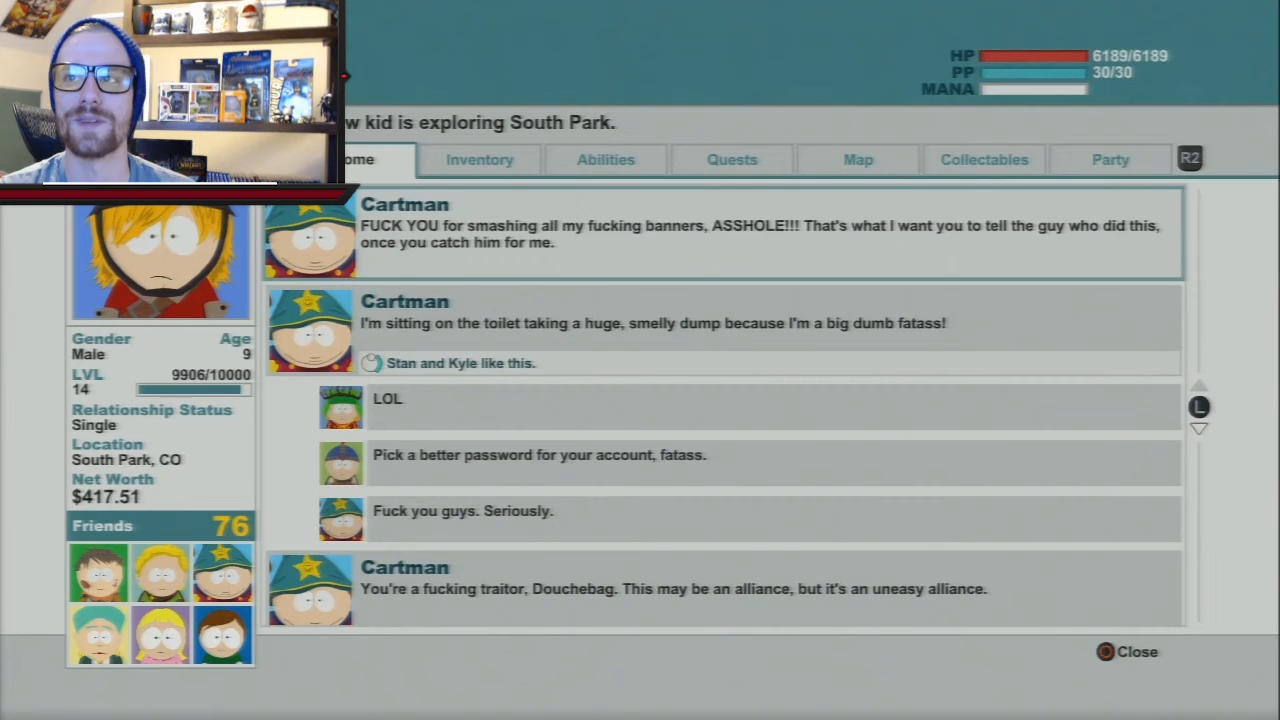 HP 6189/6189
PP 30/30
MANA
w kid is exploring South Park.
ome Inventory Abilities Quests Map Collectables Party R2
Cartman
FUCK YOU for smashing all my fucking banners, ASSHOLE!!! That's what I want you to tell the guy who did this,
once you catch him for me.
Cartman
I'm sitting on the toilet taking a huge, smelly dump because I'm a big dumb fatass!
Stan and Kyle like this.
LOL
Pick a better password for your account, fatass.
Fuck you guys. Seriously.
Cartman
You're a fucking traitor, Douchebag. This may be an alliance, but it's an uneasy alliance.
Gender Age
Male 9
LVL 9906/10000
14
Relationship Status
Single
Location
South Park, CO
Net Worth
$417.51
Friends 76
L
Close